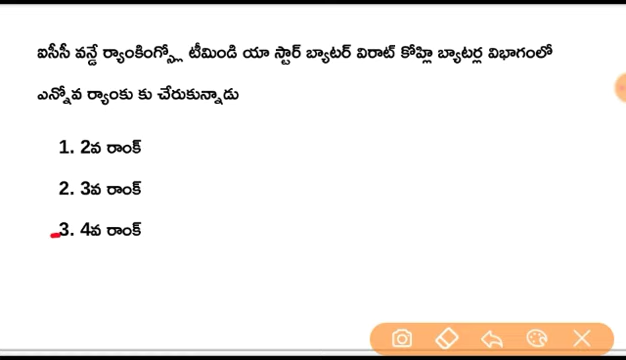 ఐసీసీ వన్డే ర్యాంకింగ్స్లో టీమిండి యా స్టార్ బ్యాటర్ విరాట్ కోహ్లి బ్యాటర్ల విభాగంలో
ఎన్నోవ ర్యాంకు కు చేరుకున్నాడు
1. 2వ రాంక్
2. 3వ రాంక్
3. 4వ రాంక్